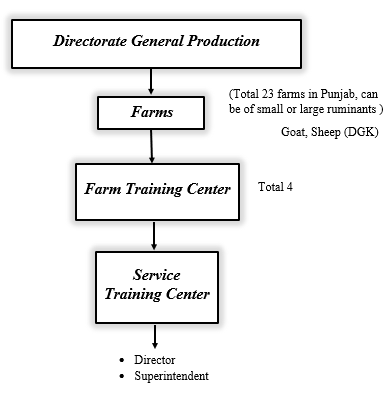 Directorate General Production
Farms
(Total 23 farms in Punjab, can
be of small or large ruminants )
Goat, Sheep (DGK)
Farm Training Center
Total 4
Service
Training Center
• Director
• Superintendent